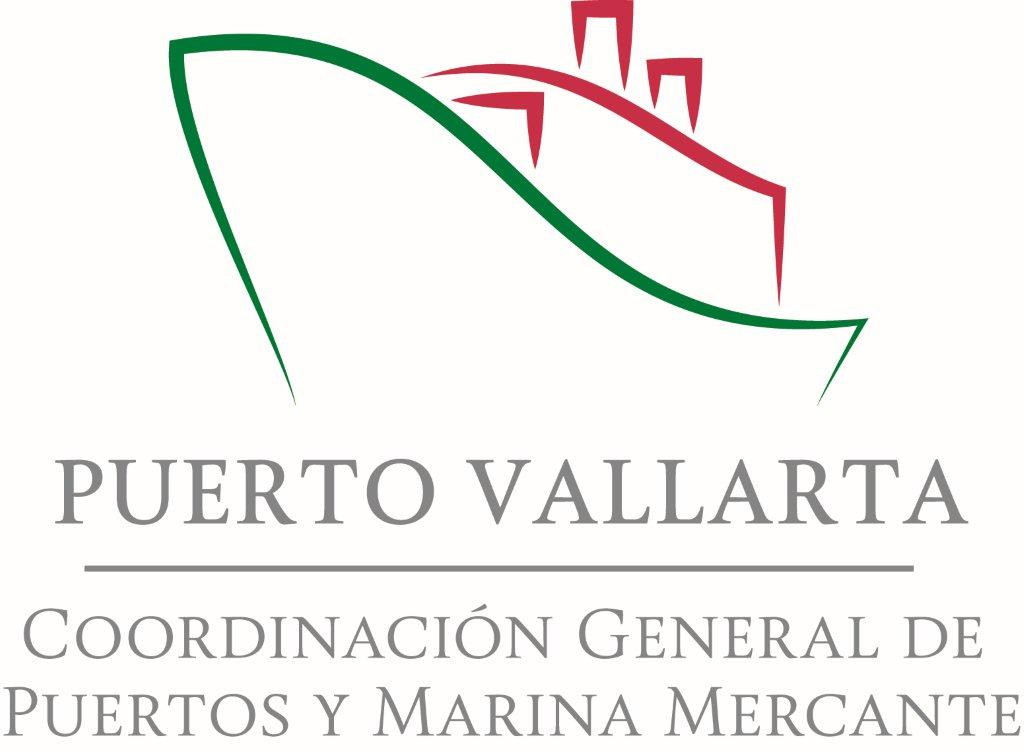 PUERTO VALLARTA
COORDINACIÓN GENERAL DE
PUERTOS Y MARINA MERCANTE